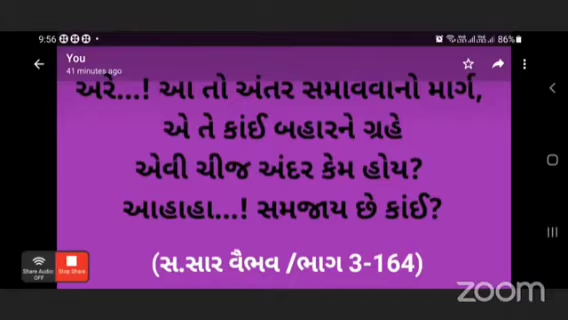 9:56
86%
You
41 minutes ago
અરે...! આ તો અંતર સમાવવાનો માર્ગ,
એ તે કાંઈ બહારને ગ્રહે
એવી ચીજ અંદર કેમ હોય?
આહાહા...! સમજાય છે કાંઈ?
(સ.સાર વૈભવ /ભાગ 3-164)
Share Audio
OFF
Stop Share
zoom